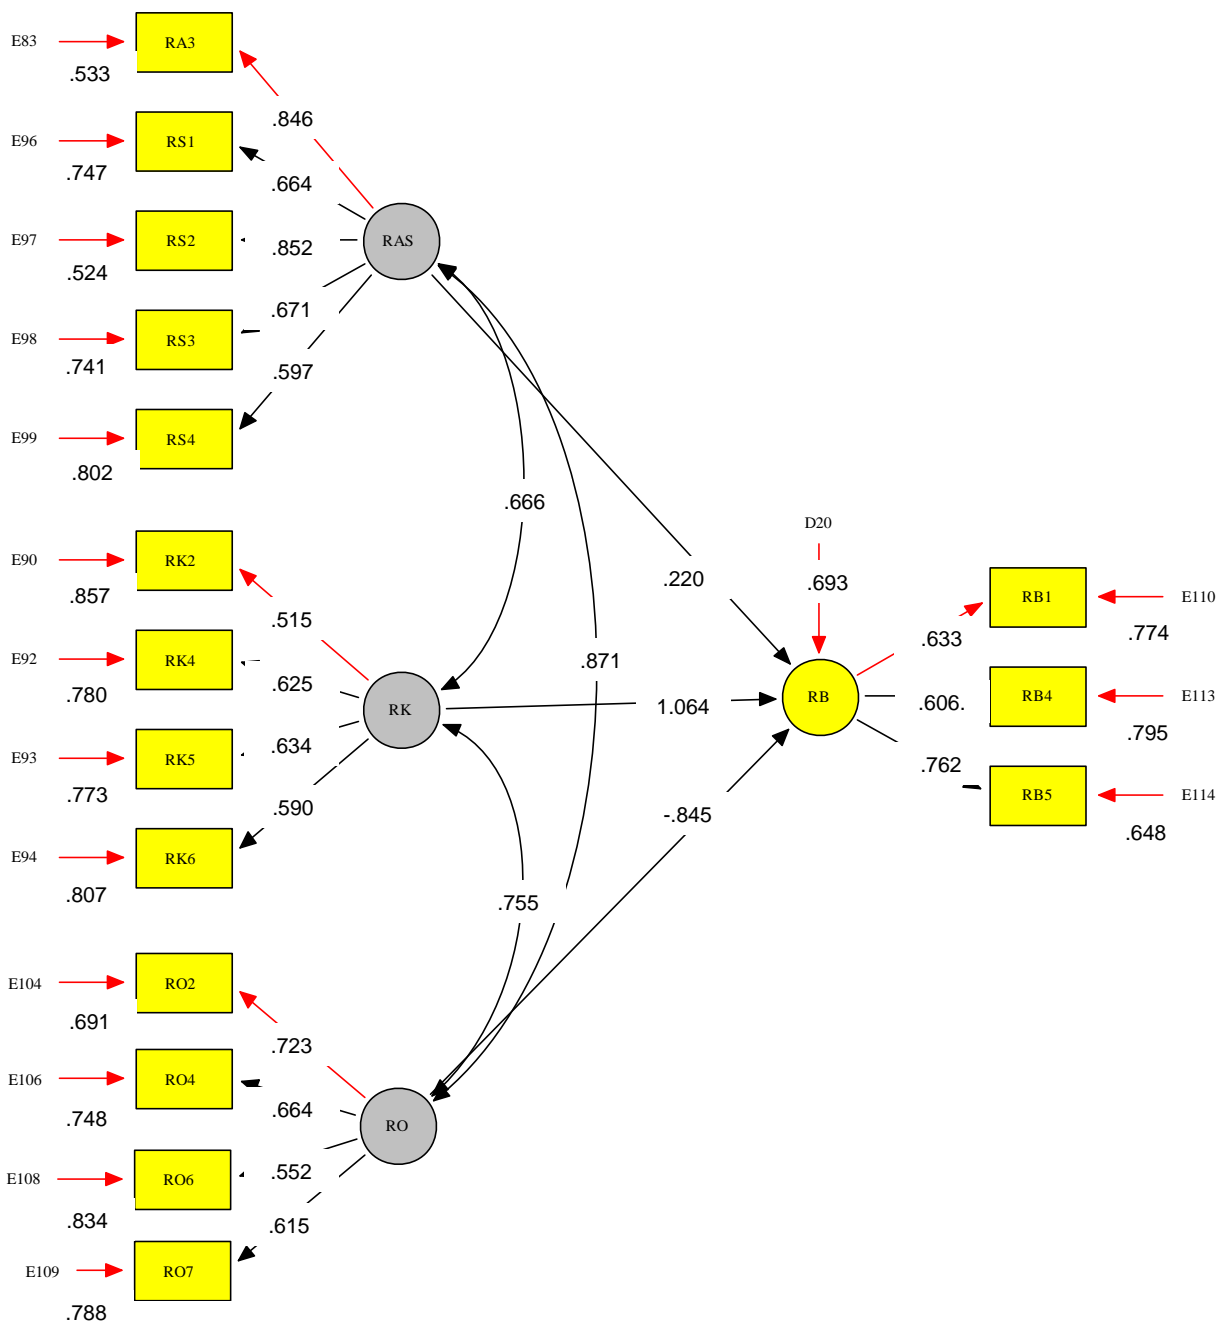 E83
RA3
.533
.846
E96
RS1
.747
.664
E97
RS2
.524
.852
RAS
E98
RS3
.741
.671
E99
RS4
.802
.597
.666
D20
E90
RK2
.857
.515
.220
.693
RB1
E110
.633
.774
E92
RK4
.780
.625
.871
RK
1.064
RB
.606.
RB4
E113
.795
E93
RK5
.773
.634
.762
RB5
E114
.648
.590
-.845
E94
RK6
.807
.755
E104
RO2
.691
.723
E106
RO4
.748
.664
RO
E108
RO6
.834
.552
.615
E109
RO7
.788